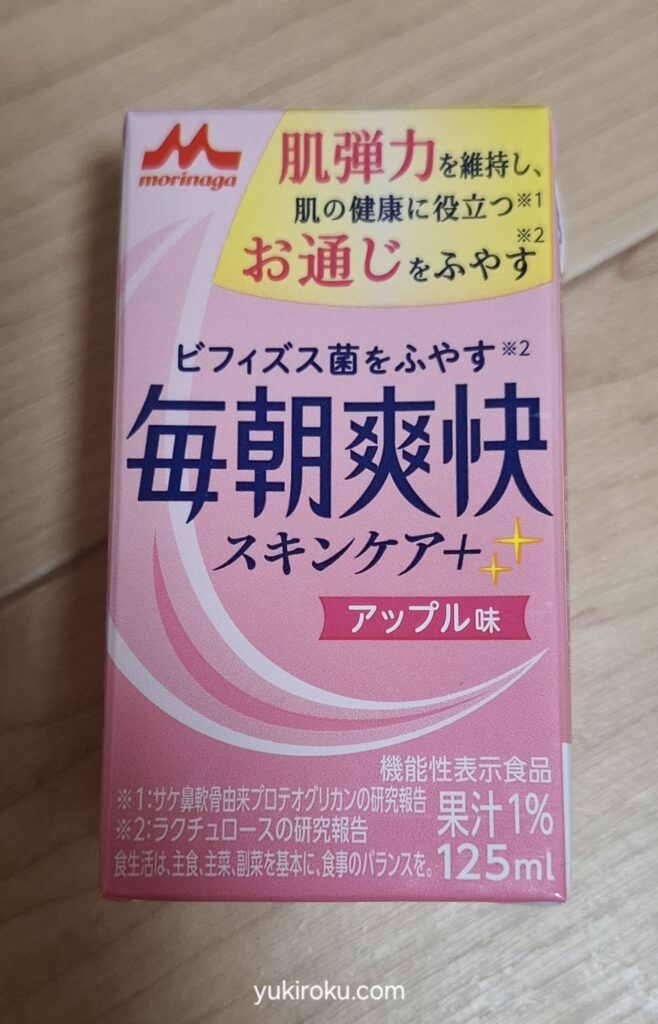 morinaga
肌弾力を維持し、
肌の健康に役立つ※1
お通じをふやす※2
ビフィズス菌をふやす※2
毎朝爽快
スキンケア+
アップル味
機能性表示食品
※1:サケ鼻軟骨由来プロテオグリカンの研究報告
※2:ラクチュロースの研究報告
果汁1%
食生活は、主食、主菜、副菜を基本に、食事のバランスを。
125ml
yukiroku.com